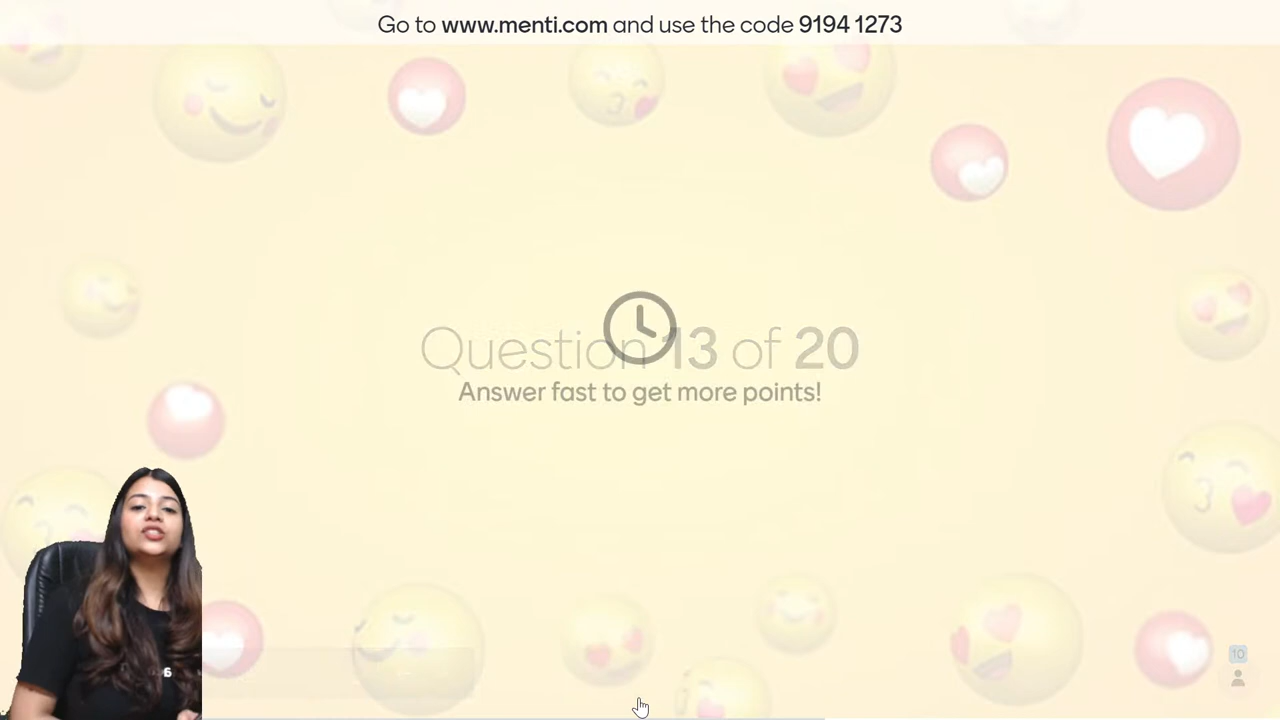 Go to www.menti.com and use the code 9194 1273
Question 13 of 20
Answer fast to get more points!
10